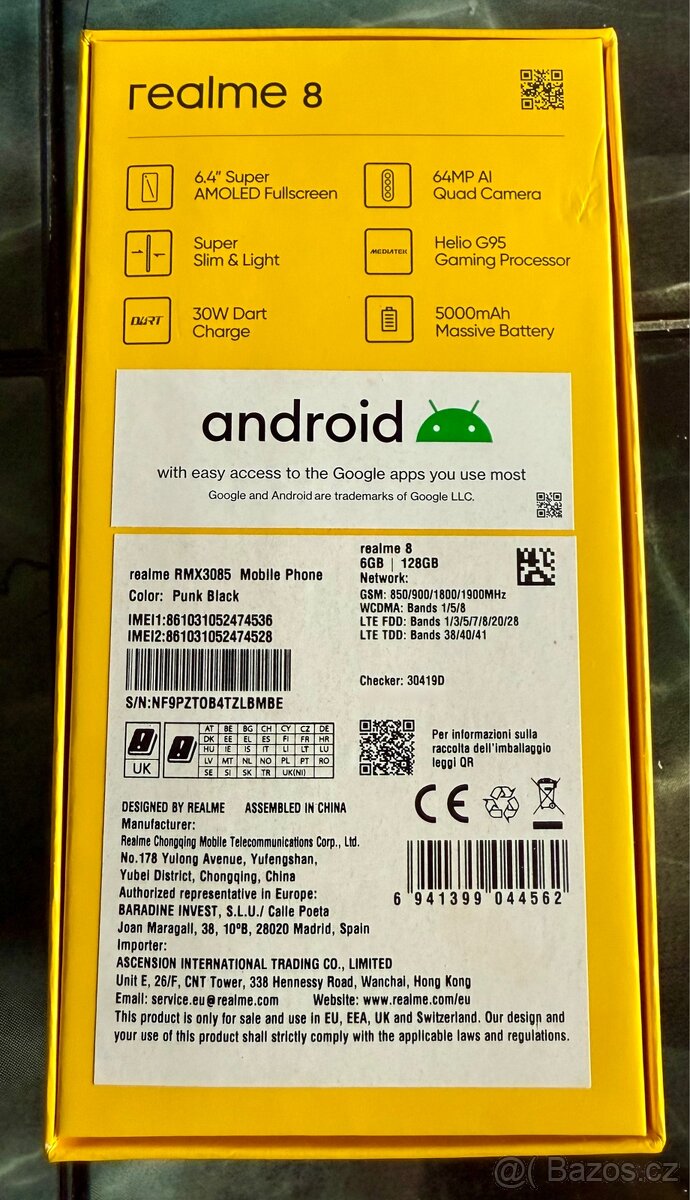 realme 8
6.4" Super
AMOLED Fullscreen
64MP AI
Quad Camera
Super
Slim & Light
MEDIATEK
Helio G95
Gaming Processor
DART
30W Dart
Charge
5000mAh
Massive Battery
android
with easy access to the Google apps you use most
Google and Android are trademarks of Google LLC.
realme RMX3085 Mobile Phone
Color: Punk Black
IMEI1:861031052474536
IMEI2:861031052474528
S/N:NF9PZTOB4TZLBMBE
realme 8
6GB | 128GB
Network:
GSM: 850/900/1800/1900MHz
WCDMA: Bands 1/5/8
LTE FDD: Bands 1/3/5/7/8/20/28
LTE TDD: Bands 38/40/41
Checker: 30419D
UK
AT BE BG CH CY CZ DE
DK EE EL ES FI FR HR
HU IE IS IT LI LT LU
LV MT NL NO PL PT RO
SE SI SK TR UK(NI)
Per informazioni sulla
raccolta dell'imballaggio
leggi QR
DESIGNED BY REALME ASSEMBLED IN CHINA
Manufacturer:
Realme Chongqing Mobile Telecommunications Corp., Ltd.
No.178 Yulong Avenue, Yufengshan,
Yubei District, Chongqing, China
Authorized representative in Europe:
BARADINE INVEST, S.L.U./ Calle Poeta
Joan Maragall, 38, 10ºB, 28020 Madrid, Spain
Importer:
ASCENSION INTERNATIONAL TRADING CO., LIMITED
Unit E, 26/F, CNT Tower, 338 Hennessy Road, Wanchai, Hong Kong
Email: service.eu@realme.com Website: www.realme.com/eu
This product is only for sale and use in EU, EEA, UK and Switzerland. Our design and
your use of this product shall strictly comply with the applicable laws and regulations.
CE
6 941399 044562
@( Bazos.cz